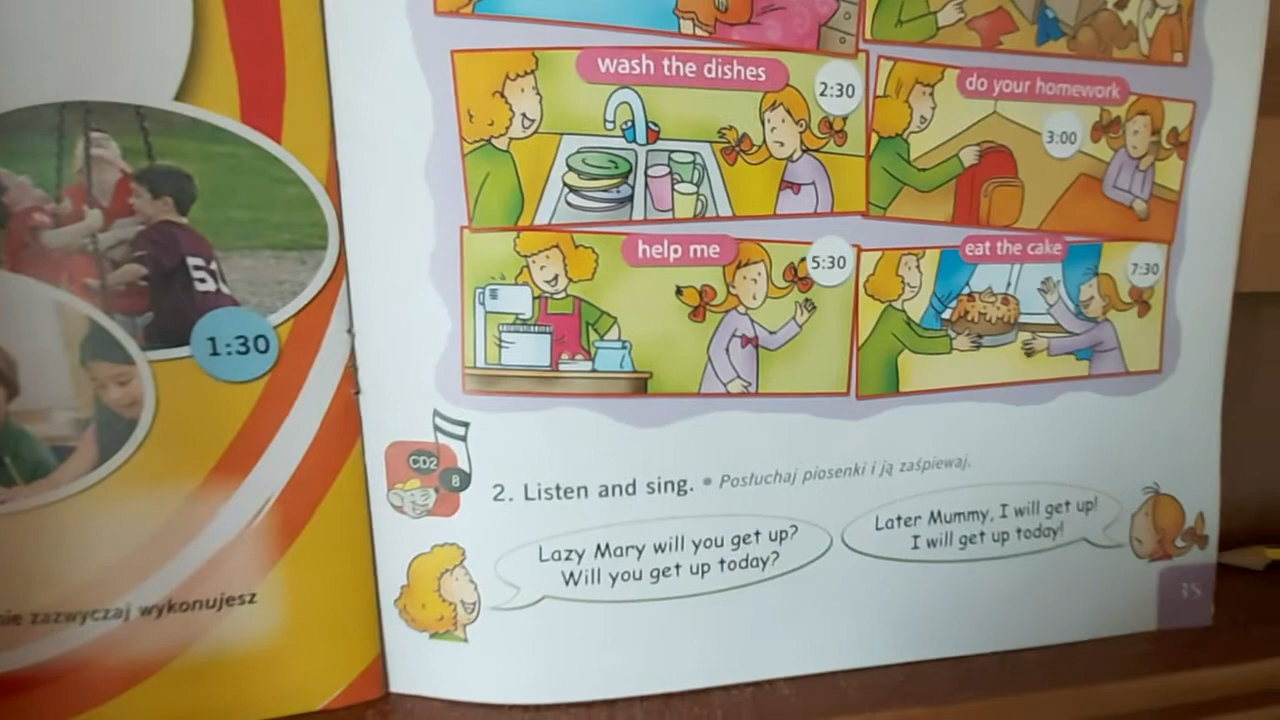 wash the dishes
2:30
do your homework
3:00
help me
5:30
eat the cake
7:30
51
1:30
CD2
8
2. Listen and sing. • Posłuchaj piosenki i ją zaśpiewaj.
Lazy Mary will you get up?
Will you get up today?
Later Mummy, I will get up!
I will get up today!
nie zazwyczaj wykonujesz
35